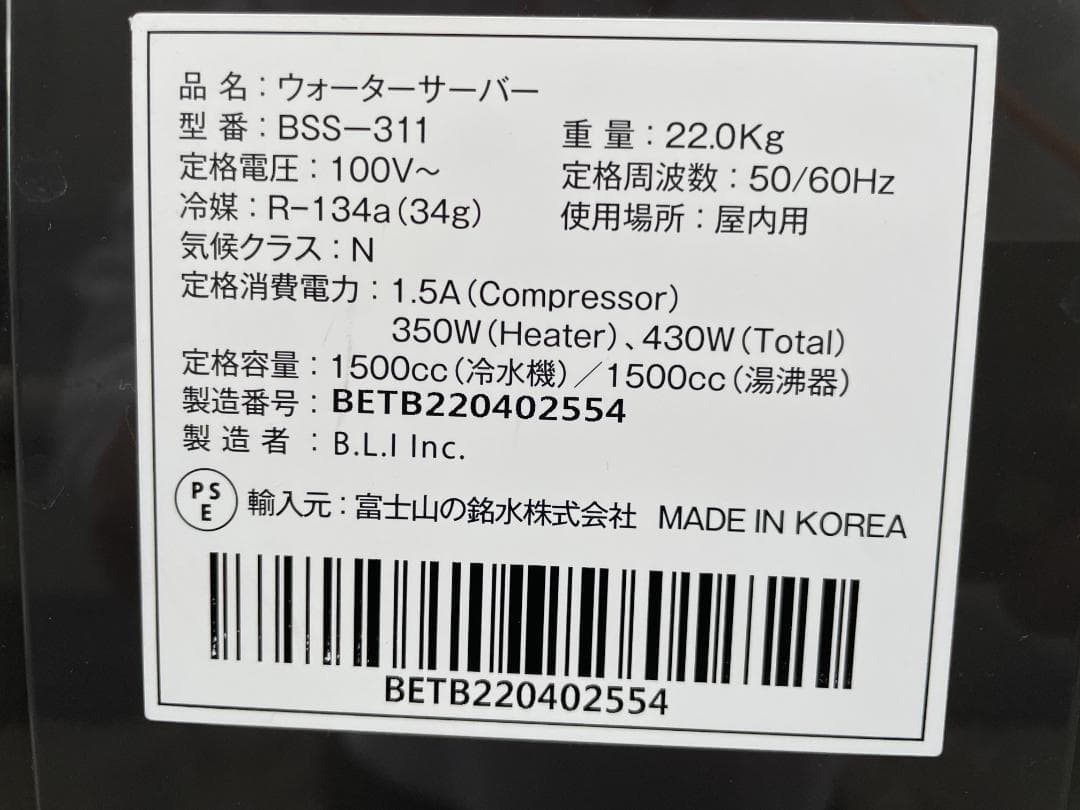 品 名：ウォーターサーバー
型 番：BSS−311 重 量：22.0Kg
定格電圧：100V〜 定格周波数：50/60Hz
冷媒：R−134a(34g) 使用場所：屋内用
気候クラス：N
定格消費電力：1.5A(Compressor)
350W(Heater)、430W(Total)
定格容量：1500cc(冷水機)／1500cc(湯沸器)
製造番号：BETB220402554
製 造 者 ：B.L.I Inc.
PS
E 輸入元：富士山の銘水株式会社 MADE IN KOREA
BETB220402554